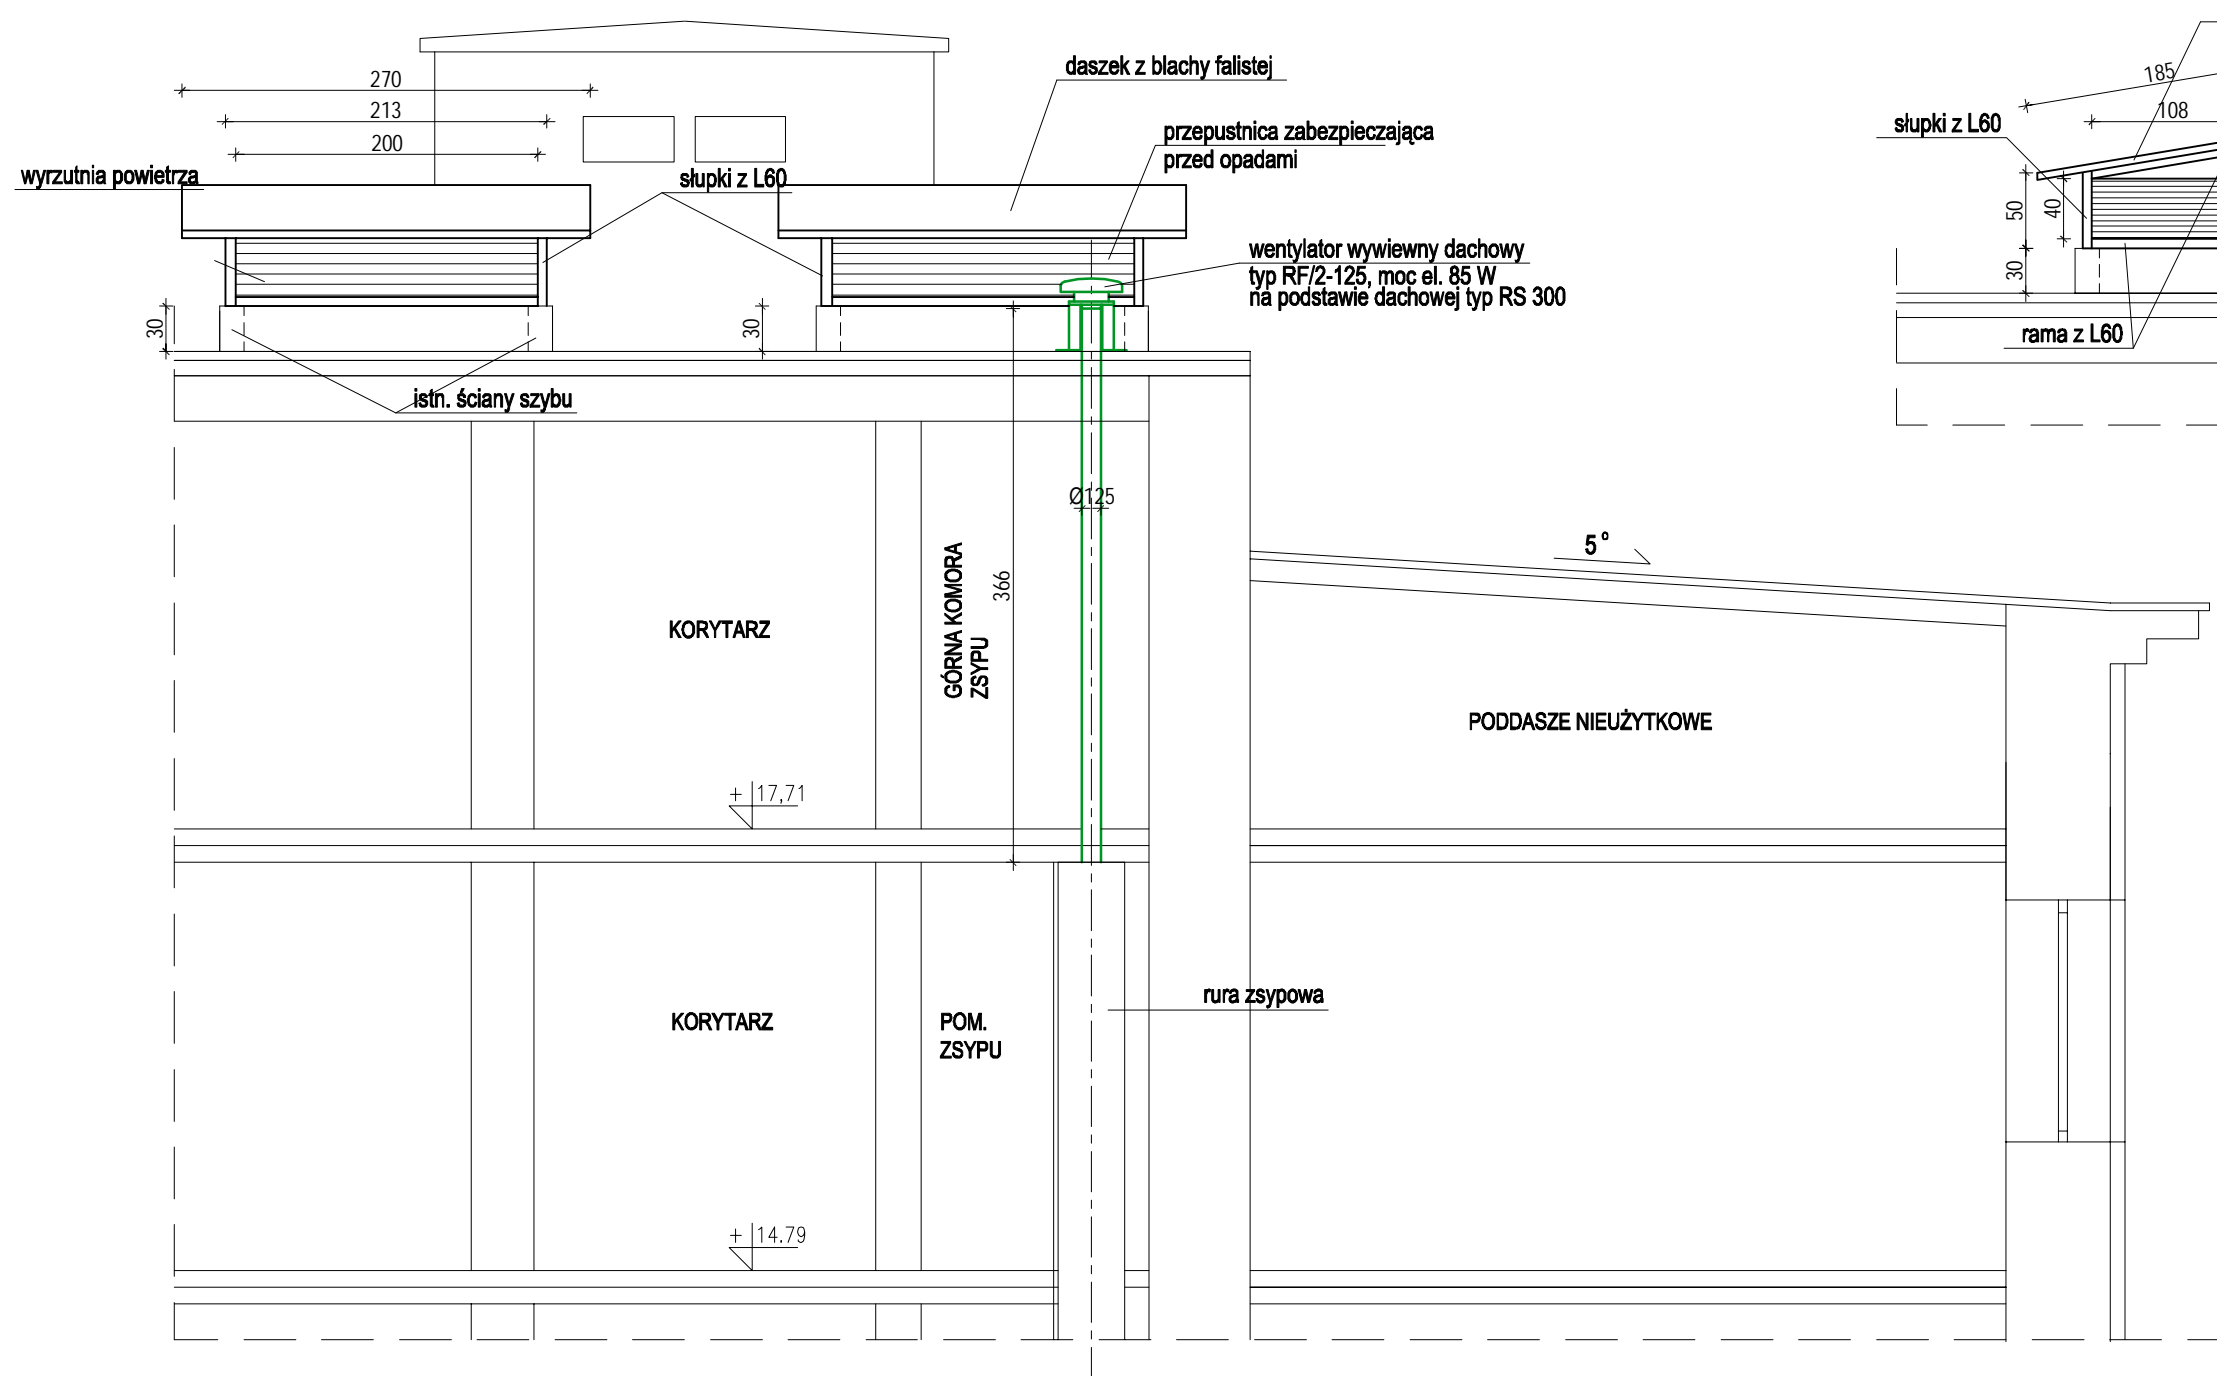 270
213
200
wyrzutnia powietrza
słupki z L60
daszek z blachy falistej
przepustnica zabezpieczająca
przed opadami
wentylator wywiewny dachowy
typ RF/2-125, moc el. 85 W
na podstawie dachowej typ RS 300
30
30
istn. ściany szybu
185
108
słupki z L60
50
40
30
rama z L60
Ø125
366
GÓRNA KOMORA
ZSYPU
KORYTARZ
5°
PODDASZE NIEUŻYTKOWE
+ 17,71
rura zsypowa
KORYTARZ
POM.
ZSYPU
+ 14.79